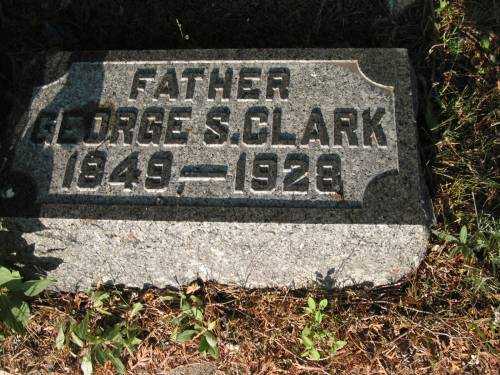 FATHER
GEORGE S. CLARK
1849 — 1928